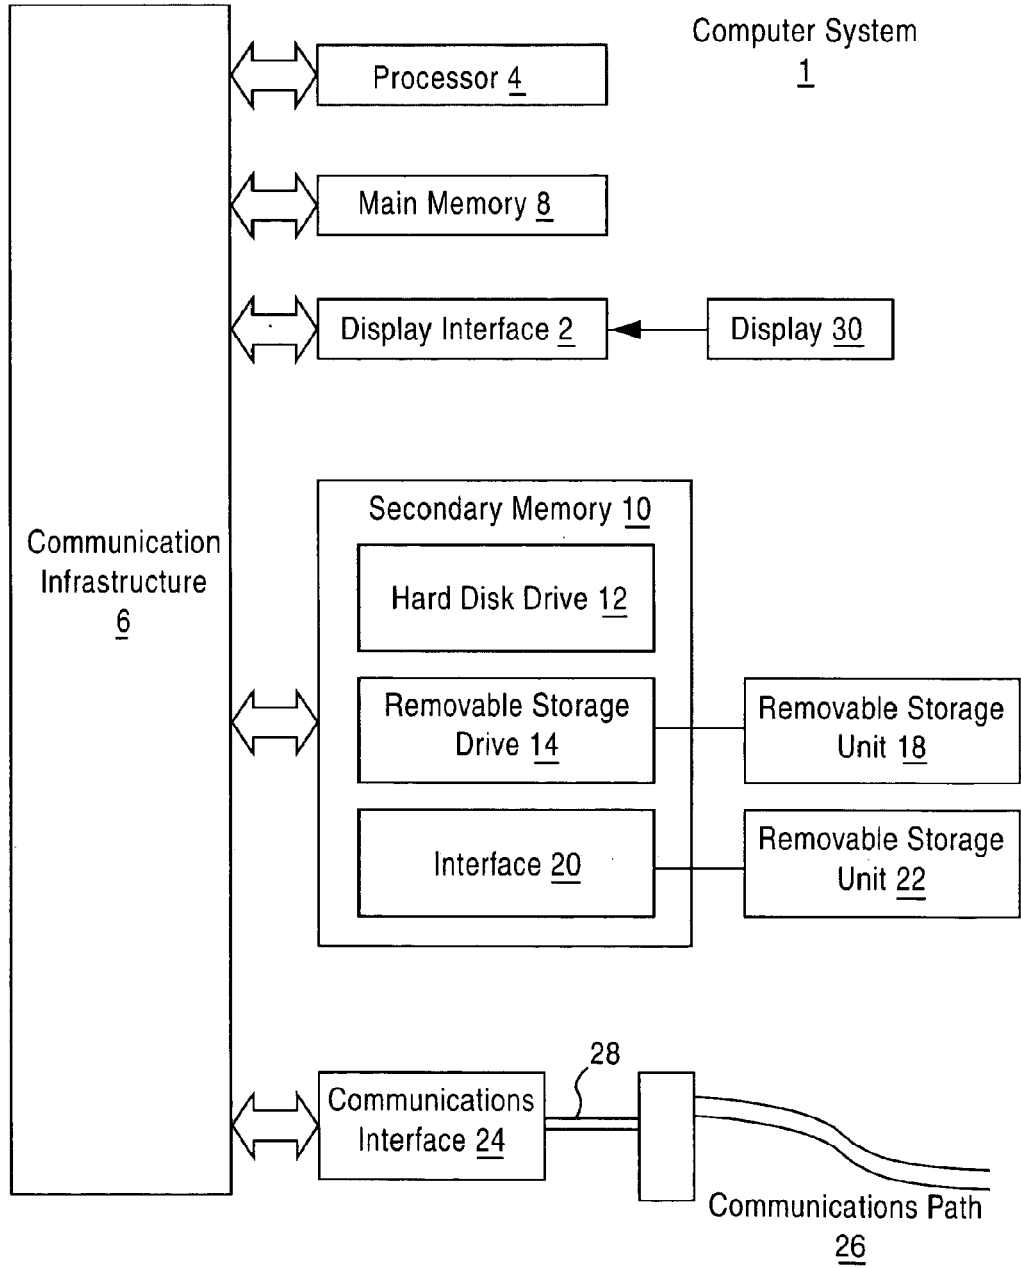 Computer System
1
Processor 4
Main Memory 8
Display Interface 2
Display 30
Communication
Infrastructure
6
Secondary Memory 10
Hard Disk Drive 12
Removable Storage
Drive 14
Removable Storage
Unit 18
Interface 20
Removable Storage
Unit 22
28
Communications
Interface 24
Communications Path
26